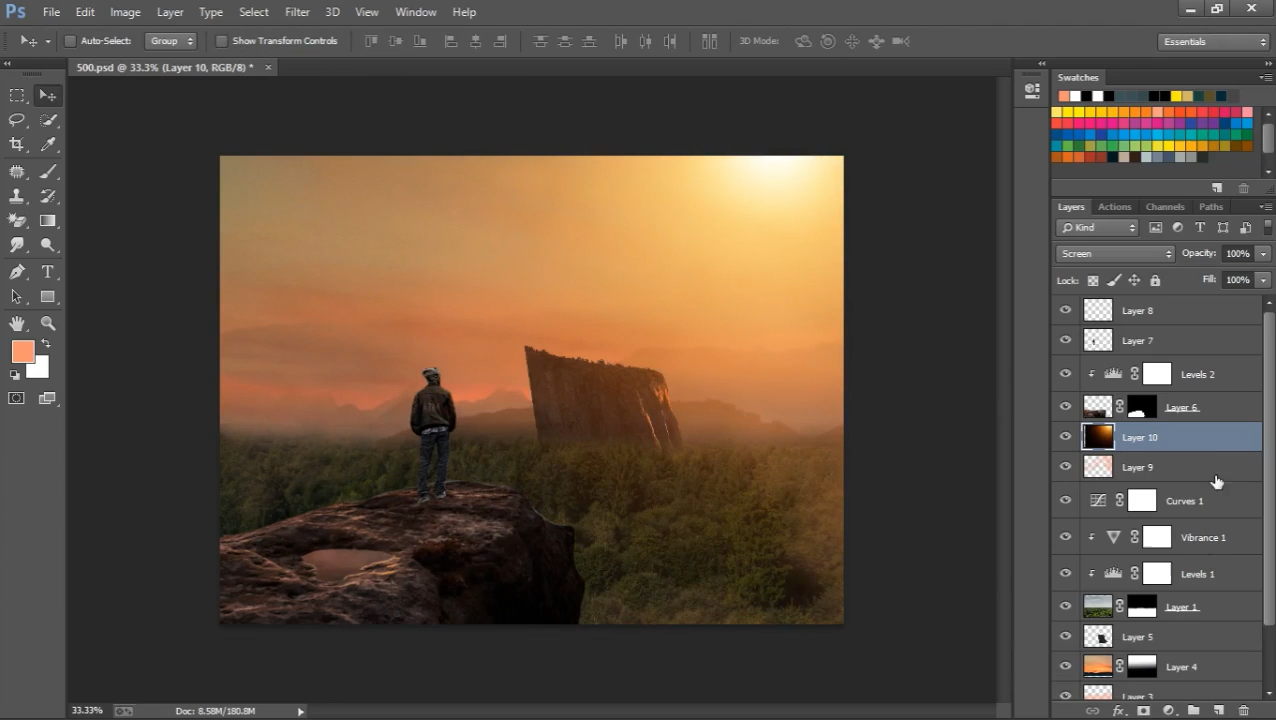 Ps File Edit Image Layer Type Select Filter 3D View Window Help
Auto-Select: Group Show Transform Controls 3D Mode: Essentials
500.psd @ 33.3% (Layer 10, RGB/8) * ×
Swatches
Layers Actions Channels Paths
Kind
Screen Opacity: 100%
Lock: Fill: 100%
Layer 8
Layer 7
Levels 2
Layer 6
Layer 10
Layer 9
Curves 1
Vibrance 1
Levels 1
Layer 1
Layer 5
Layer 4
Layer 3
33.33% Doc: 8.58M/180.8M
fx